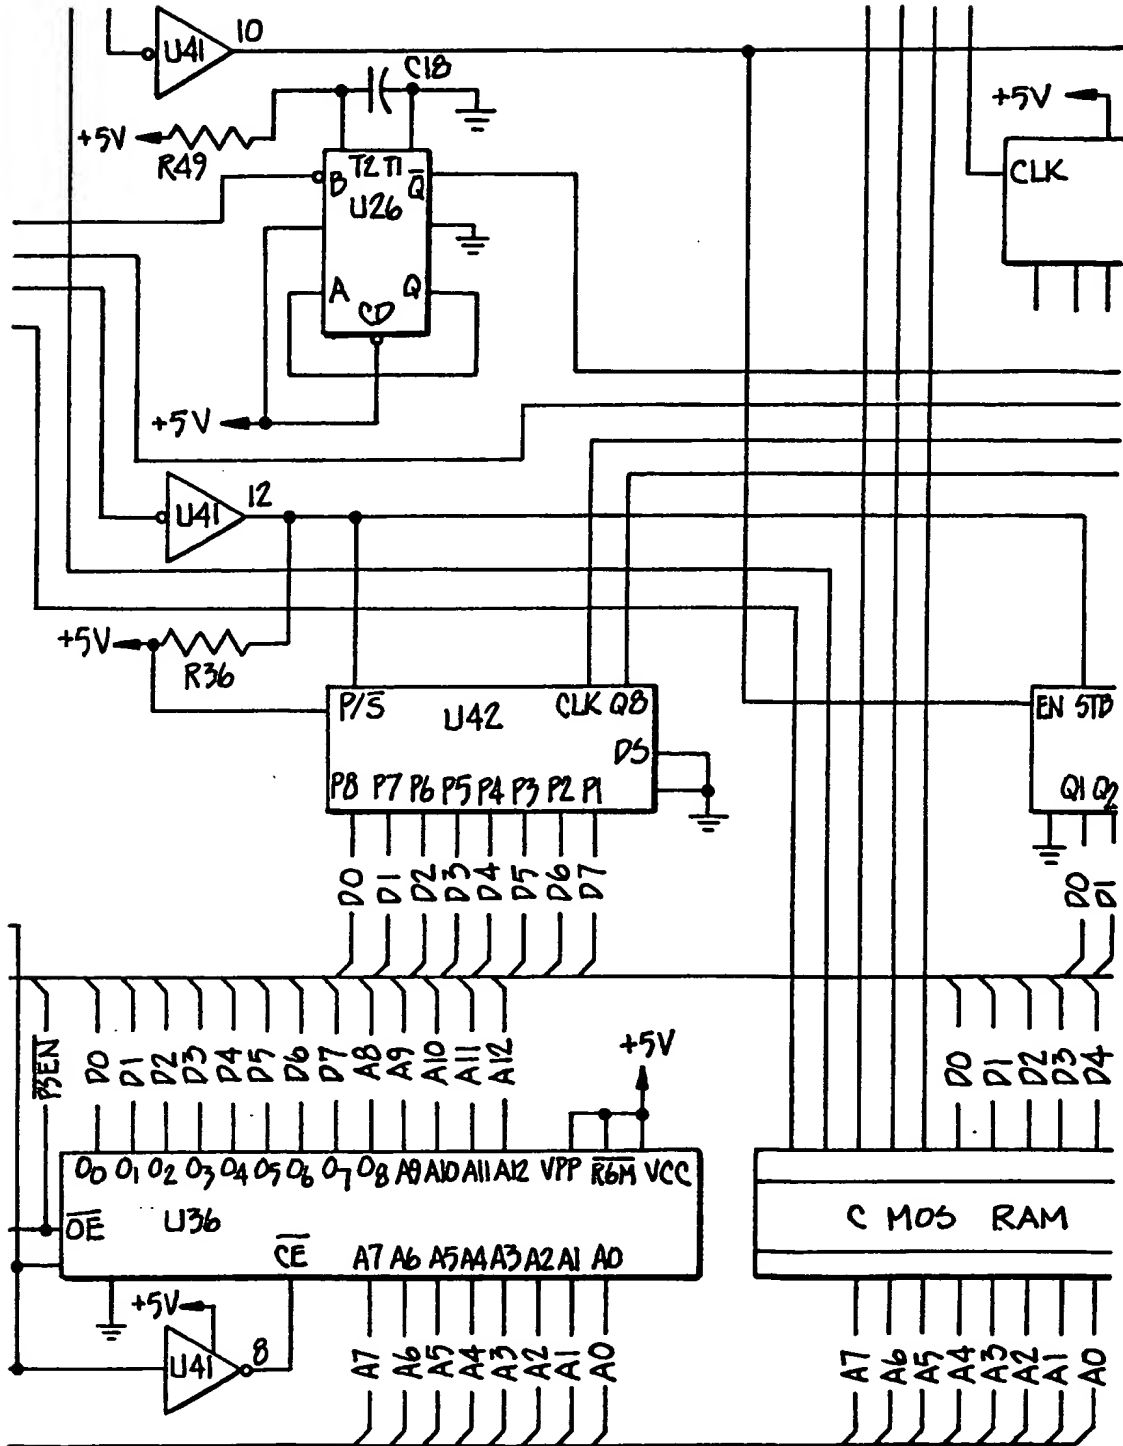 U41 10
C18
+5V
R49
+5V
CLK
T2 T1 Q̅
B
U26
A Q
CD
+5V
U41 12
+5V
R36
P/S̅ U42 CLK Q8
DS
P8 P7 P6 P5 P4 P3 P2 P1
D0 D1 D2 D3 D4 D5 D6 D7
EN STB
Q1 Q2
D0 D1
P̅S̅E̅N̅ D0 D1 D2 D3 D4 D5 D6 D7 A8 A9 A10 A11 A12
+5V
D0 D1 D2 D3 D4
O0 O1 O2 O3 O4 O5 O6 O7 O8 A9 A10 A11 A12 VPP P̅G̅M̅ VCC
O̅E̅ U36
C̅E̅ A7 A6 A5 A4 A3 A2 A1 A0
C MOS RAM
+5V
U41 8
A7 A6 A5 A4 A3 A2 A1 A0
A7 A6 A5 A4 A3 A2 A1 A0